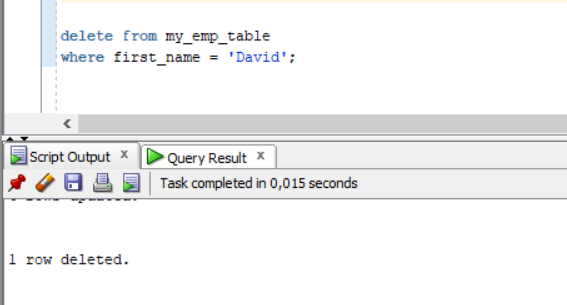 delete from my_emp_table
where first_name = 'David';
Script Output x
Query Result x
Task completed in 0,015 seconds
1 row deleted.